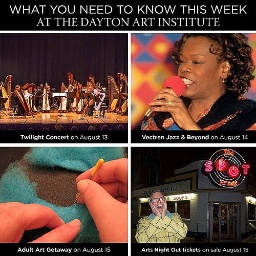 WHAT YOU NEED TO KNOW THIS WEEK
AT THE DAYTON ART INSTITUTE
Twilight Concert on August 13
Vectren Jazz & Beyond on August 14
The
SPOT
Adult Art Getaway on August 15
Arts Night Out tickets on sale August 15